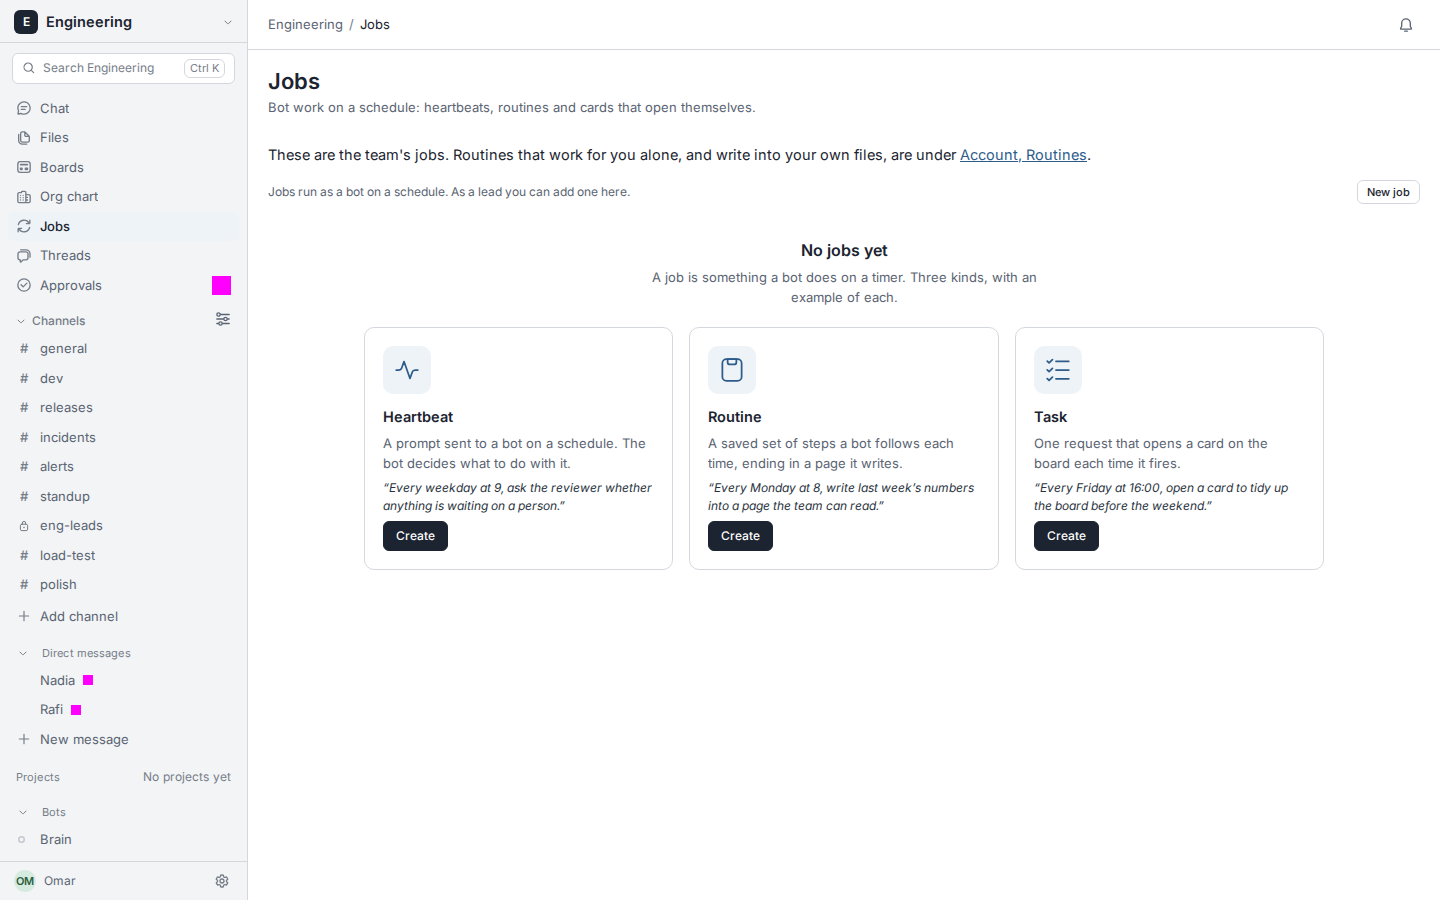 E Engineering
Search Engineering Ctrl K
Chat
Files
Boards
Org chart
Jobs
Threads
Approvals
Channels
# general
# dev
# releases
# incidents
# alerts
# standup
eng-leads
# load-test
# polish
Add channel
Direct messages
Nadia
Rafi
New message
Projects No projects yet
Bots
Brain
OM Omar
Engineering / Jobs
Jobs
Bot work on a schedule: heartbeats, routines and cards that open themselves.
These are the team's jobs. Routines that work for you alone, and write into your own files, are under Account, Routines.
Jobs run as a bot on a schedule. As a lead you can add one here.
New job
No jobs yet
A job is something a bot does on a timer. Three kinds, with an
example of each.
Heartbeat
A prompt sent to a bot on a schedule. The
bot decides what to do with it.
“Every weekday at 9, ask the reviewer whether
anything is waiting on a person.”
Create
Routine
A saved set of steps a bot follows each
time, ending in a page it writes.
“Every Monday at 8, write last week’s numbers
into a page the team can read.”
Create
Task
One request that opens a card on the
board each time it fires.
“Every Friday at 16:00, open a card to tidy up
the board before the weekend.”
Create